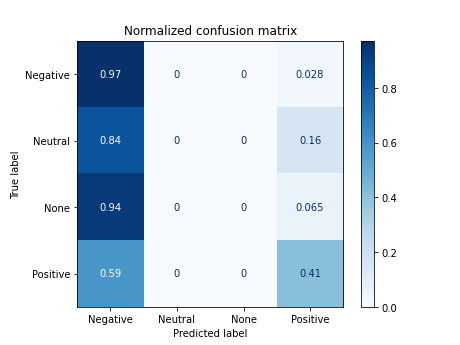 Normalized confusion matrix
True label
Negative 0.97 0 0 0.028
Neutral 0.84 0 0 0.16
None 0.94 0 0 0.065
Positive 0.59 0 0 0.41
Negative Neutral None Positive
Predicted label
0.8
0.6
0.4
0.2
0.0